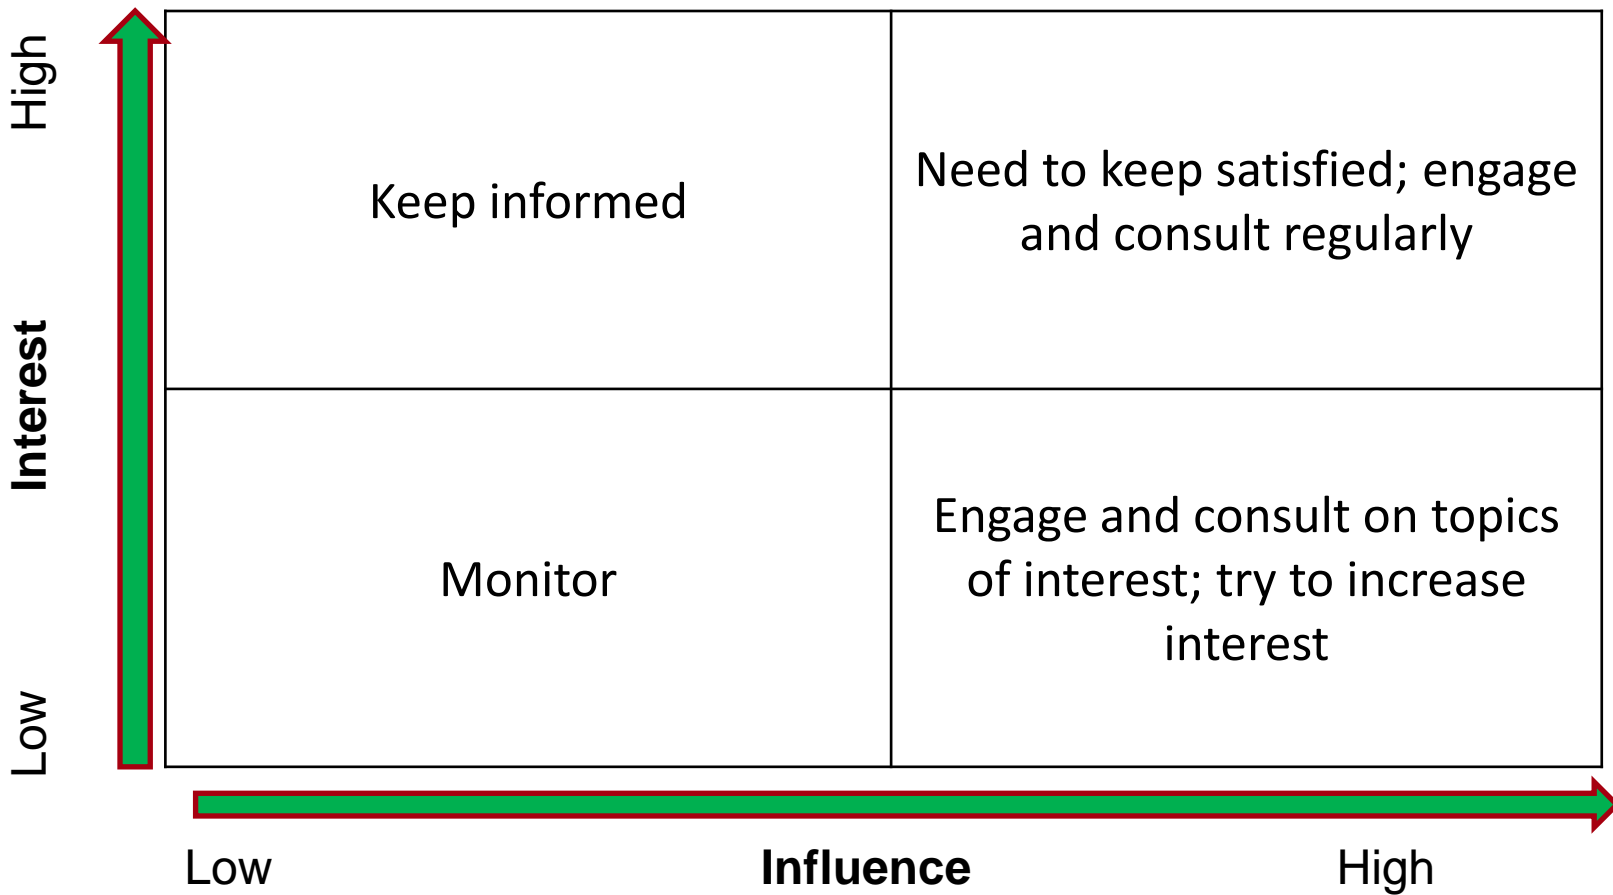 High
Keep informed
Need to keep satisfied; engage
and consult regularly
Interest
Monitor
Engage and consult on topics
of interest; try to increase
interest
Low
Low
Influence
High